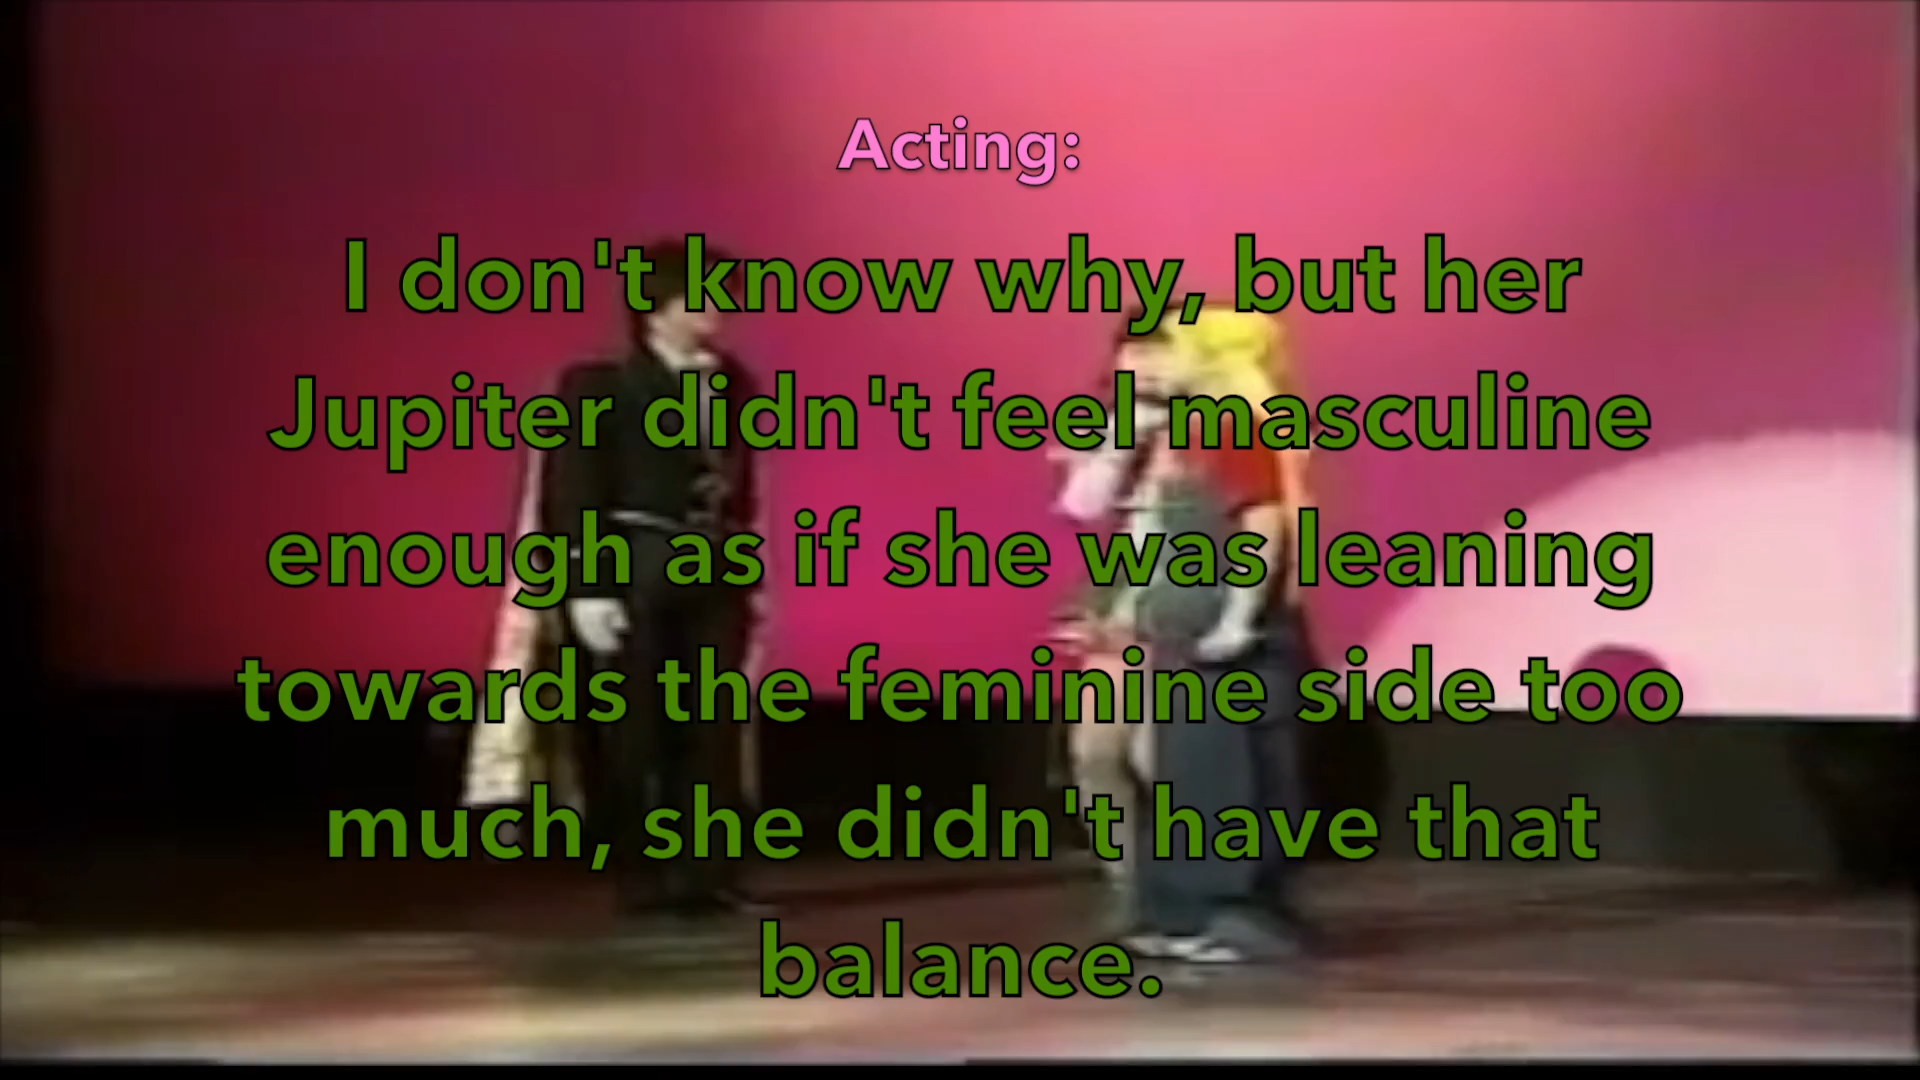 Acting:
I don't know why, but her
Jupiter didn't feel masculine
enough as if she was leaning
towards the feminine side too
much, she didn't have that
balance.